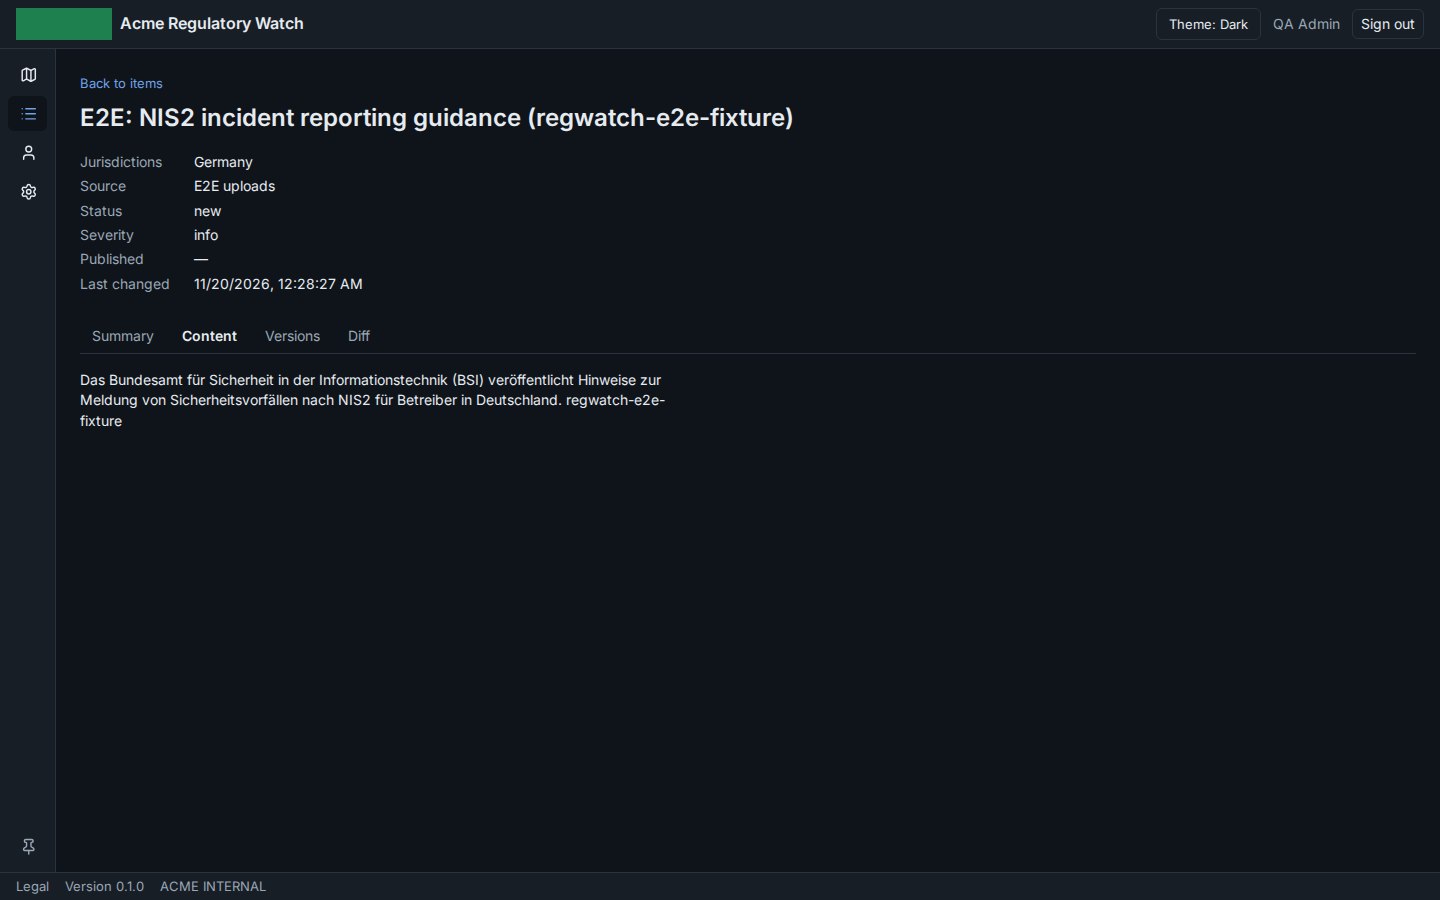 Acme Regulatory Watch
Theme: Dark
QA Admin
Sign out
Back to items
E2E: NIS2 incident reporting guidance (regwatch-e2e-fixture)
Jurisdictions Germany
Source E2E uploads
Status new
Severity info
Published —
Last changed 11/20/2026, 12:28:27 AM
Summary Content Versions Diff
Das Bundesamt für Sicherheit in der Informationstechnik (BSI) veröffentlicht Hinweise zur
Meldung von Sicherheitsvorfällen nach NIS2 für Betreiber in Deutschland. regwatch-e2e-
fixture
Legal Version 0.1.0 ACME INTERNAL